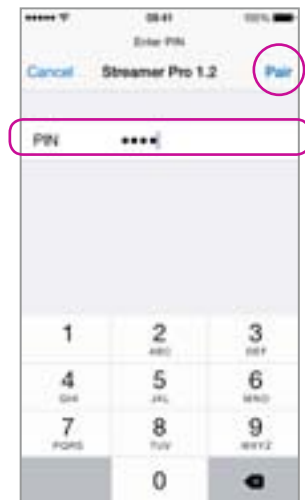 09:41 100%
Enter PIN
Cancel Streamer Pro 1.2 Pair
PIN ••••
1 2 3
ABC DEF
4 5 6
GHI JKL MNO
7 8 9
PQRS TUV WXYZ
0